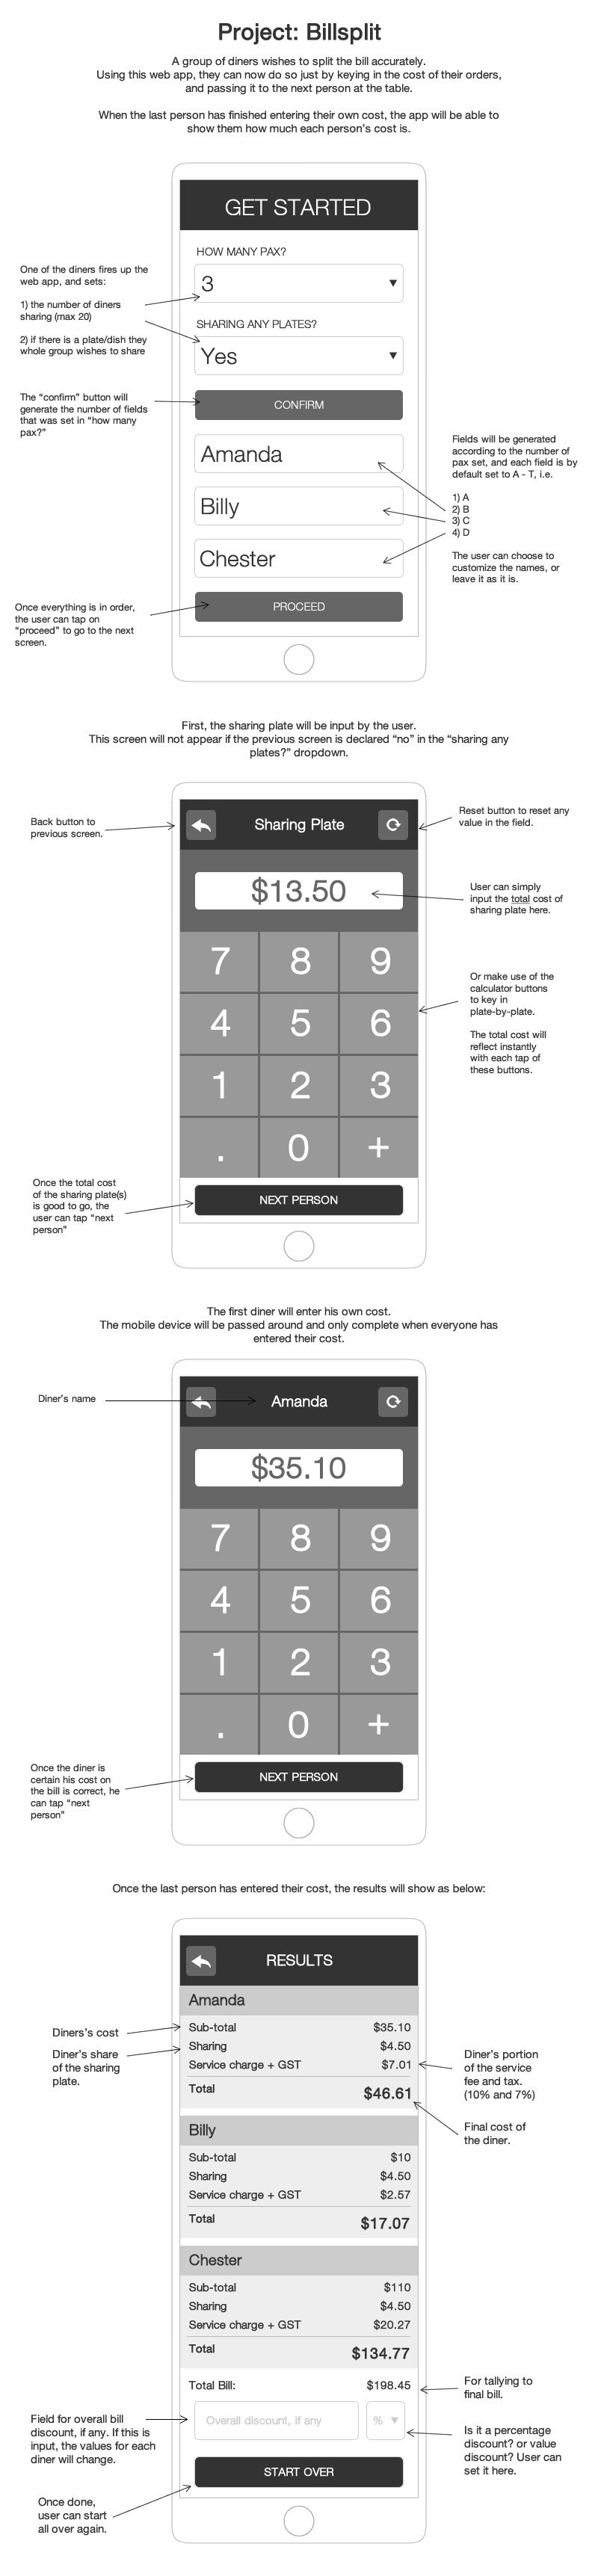 Project: Billsplit
A group of diners wishes to split the bill accurately.
Using this web app, they can now do so just by keying in the cost of their orders,
and passing it to the next person at the table.
When the last person has finished entering their own cost, the app will be able to
show them how much each person's cost is.
GET STARTED
HOW MANY PAX?
3
SHARING ANY PLATES?
Yes
CONFIRM
Amanda
Billy
Chester
PROCEED
One of the diners fires up the
web app, and sets:
1) the number of diners
sharing (max 20)
2) if there is a plate/dish they
whole group wishes to share
The “confirm” button will
generate the number of fields
that was set in “how many
pax?”
Fields will be generated
according to the number of
pax set, and each field is by
default set to A - T, i.e.
1) A
2) B
3) C
4) D
The user can choose to
customize the names, or
leave it as it is.
Once everything is in order,
the user can tap on
“proceed” to go to the next
screen.
First, the sharing plate will be input by the user.
This screen will not appear if the previous screen is declared “no” in the “sharing any
plates?” dropdown.
Back button to
previous screen.
Sharing Plate
Reset button to reset any
value in the field.
$13.50
User can simply
input the total cost of
sharing plate here.
7 8 9
4 5 6
1 2 3
. 0 +
Or make use of the
calculator buttons
to key in
plate-by-plate.
The total cost will
reflect instantly
with each tap of
these buttons.
NEXT PERSON
Once the total cost
of the sharing plate(s)
is good to go, the
user can tap “next
person”
The first diner will enter his own cost.
The mobile device will be passed around and only complete when everyone has
entered their cost.
Diner's name
Amanda
$35.10
7 8 9
4 5 6
1 2 3
. 0 +
NEXT PERSON
Once the diner is
certain his cost on
the bill is correct, he
can tap “next
person”
Once the last person has entered their cost, the results will show as below:
RESULTS
Amanda
Sub-total $35.10
Sharing $4.50
Service charge + GST $7.01
Total $46.61
Diners's cost
Diner's share
of the sharing
plate.
Diner's portion
of the service
fee and tax.
(10% and 7%)
Final cost of
the diner.
Billy
Sub-total $10
Sharing $4.50
Service charge + GST $2.57
Total $17.07
Chester
Sub-total $110
Sharing $4.50
Service charge + GST $20.27
Total $134.77
Total Bill: $198.45
For tallying to
final bill.
Overall discount, if any
%
Field for overall bill
discount, if any. If this is
input, the values for each
diner will change.
Is it a percentage
discount? or value
discount? User can
set it here.
START OVER
Once done,
user can start
all over again.